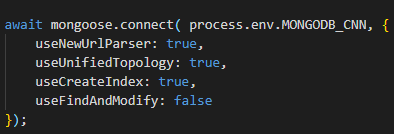 await mongoose.connect( process.env.MONGODB_CNN, {
    useNewUrlParser: true,
    useUnifiedTopology: true,
    useCreateIndex: true,
    useFindAndModify: false
});